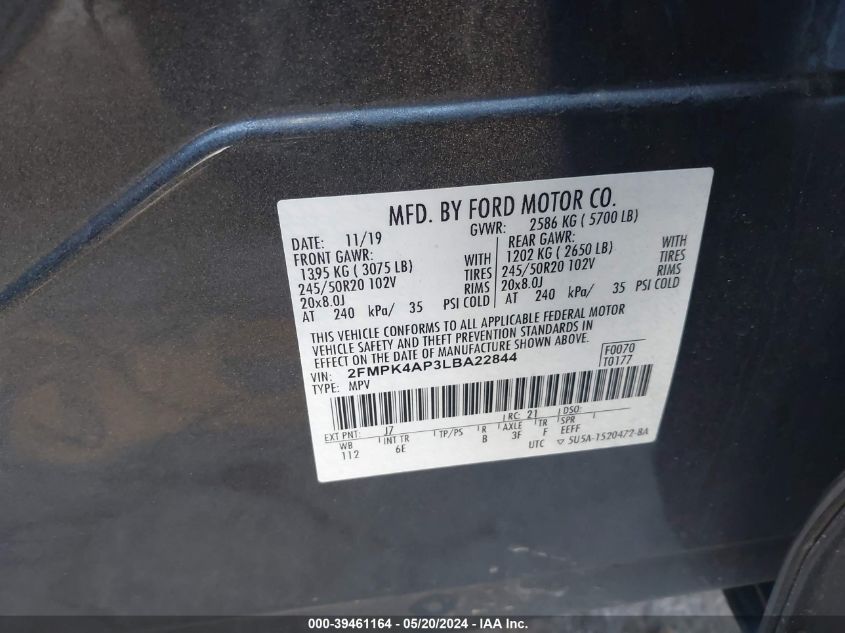 MFD. BY FORD MOTOR CO.
DATE: 11/19 GVWR: 2586 KG ( 5700 LB)
FRONT GAWR: REAR GAWR:
1395 KG ( 3075 LB) WITH 1202 KG ( 2650 LB) WITH
245/50R20 102V TIRES 245/50R20 102V TIRES
20x8.0J RIMS 20x8.0J RIMS
AT 240 kPa/ 35 PSI COLD AT 240 kPa/ 35 PSI COLD
THIS VEHICLE CONFORMS TO ALL APPLICABLE FEDERAL MOTOR
VEHICLE SAFETY AND THEFT PREVENTION STANDARDS IN
EFFECT ON THE DATE OF MANUFACTURE SHOWN ABOVE.
VIN: 2FMPK4AP3LBA22844 F0070
TYPE: MPV T0177
EXT PNT: J7 RC: 21 DSO:
WB INT TR TP/PS R AXLE TR SPR
112 6E B 3F F EEFF
UTC ▽ 5U5A-1520472-BA
000-39461164 - 05/20/2024 - IAA Inc.